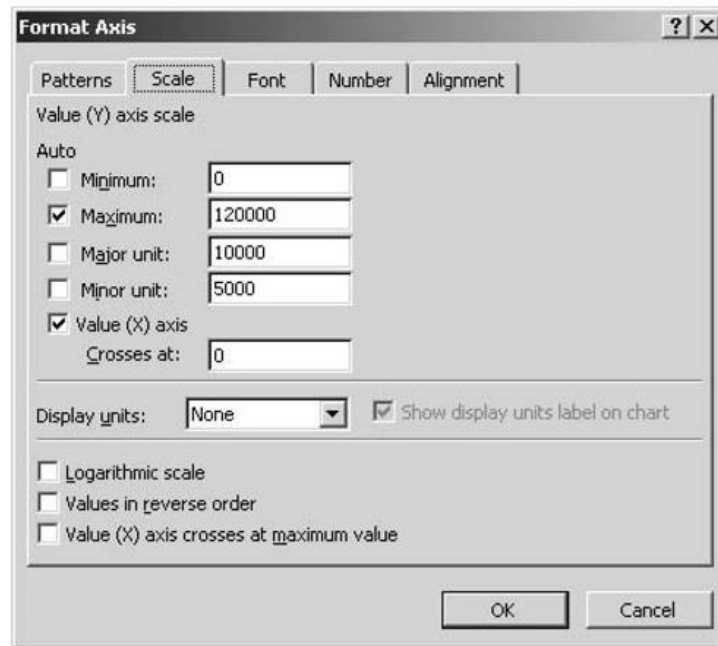 Format Axis
Patterns Scale Font Number Alignment
Value (Y) axis scale
Auto
Minimum: 0
Maximum: 120000
Major unit: 10000
Minor unit: 5000
Value (X) axis
Crosses at: 0
Display units: None Show display units label on chart
Logarithmic scale
Values in reverse order
Value (X) axis crosses at maximum value
OK Cancel